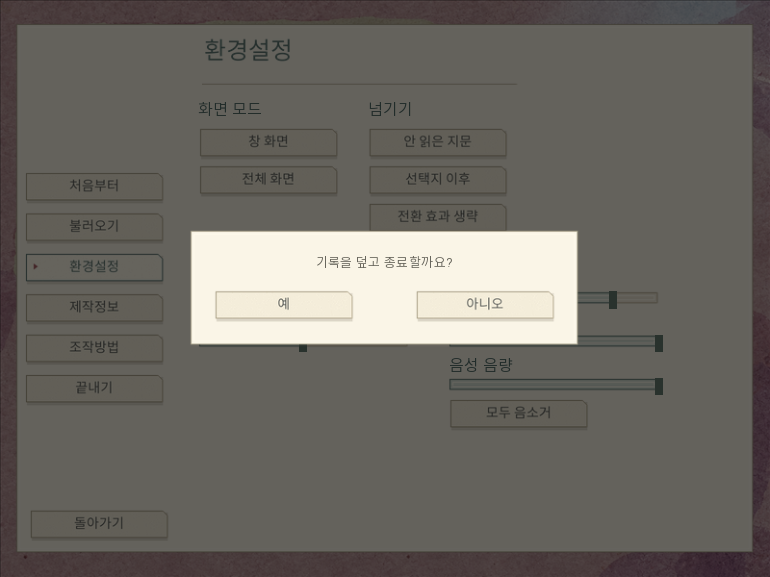 환경설정
화면 모드
넘기기
창 화면
안 읽은 지문
전체 화면
선택지 이후
전환 효과 생략
처음부터
불러오기
환경설정
제작정보
조작방법
끝내기
돌아가기
기록을 덮고 종료할까요?
예
아니오
음성 음량
모두 음소거